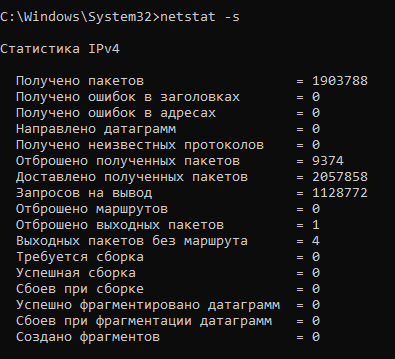 C:\Windows\System32>netstat -s
Статистика IPv4
Получено пакетов = 1903788
Получено ошибок в заголовках = 0
Получено ошибок в адресах = 0
Направлено датаграмм = 0
Получено неизвестных протоколов = 0
Отброшено полученных пакетов = 9374
Доставлено полученных пакетов = 2057858
Запросов на вывод = 1128772
Отброшено маршрутов = 0
Отброшено выходных пакетов = 1
Выходных пакетов без маршрута = 4
Требуется сборка = 0
Успешная сборка = 0
Сбоев при сборке = 0
Успешно фрагментировано датаграмм = 0
Сбоев при фрагментации датаграмм = 0
Создано фрагментов = 0